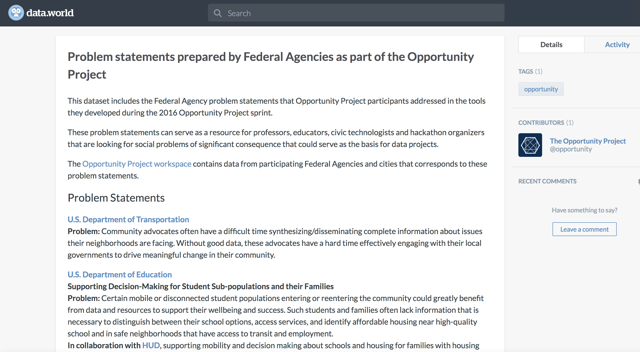 data.world
Search
Problem statements prepared by Federal Agencies as part of the Opportunity
Project
This dataset includes the Federal Agency problem statements that Opportunity Project participants addressed in the tools
they developed during the 2016 Opportunity Project sprint.
These problem statements can serve as a resource for professors, educators, civic technologists and hackathon organizers
that are looking for social problems of significant consequence that could serve as the basis for data projects.
The Opportunity Project workspace contains data from participating Federal Agencies and cities that corresponds to these
problem statements.
Problem Statements
U.S. Department of Transportation
Problem: Community advocates often have a difficult time synthesizing/disseminating complete information about issues
their neighborhoods are facing. Without good data, these advocates have a hard time effectively engaging with their local
governments to drive meaningful change in their community.
U.S. Department of Education
Supporting Decision-Making for Student Sub-populations and their Families
Problem: Certain mobile or disconnected student populations entering or reentering the community could greatly benefit
from data and resources to support their wellbeing and success. Such students and families often lack information that is
necessary to distinguish between their school options, access services, and identify affordable housing near high-quality
school and in safe neighborhoods that have access to transit and employment.
In collaboration with HUD, supporting mobility and decision making about schools and housing for families with housing
Details
Activity
TAGS (1)
opportunity
CONTRIBUTORS (1)
The Opportunity Project
@opportunity
RECENT COMMENTS
Have something to say?
Leave a comment